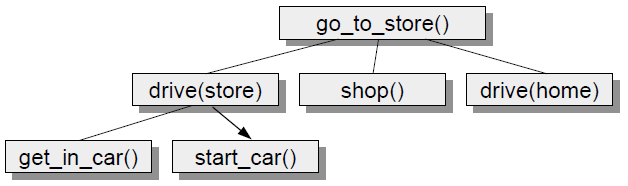 go_to_store()
drive(store)
shop()
drive(home)
get_in_car()
start_car()